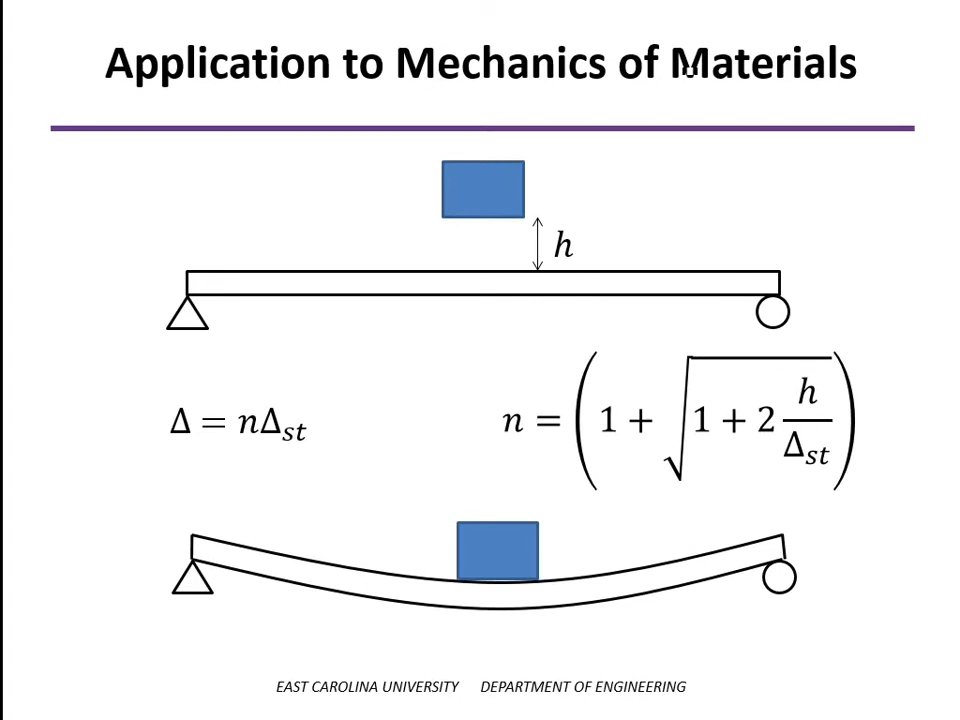 Application to Mechanics of Materials
h
Δ = nΔst
n = (1 + √(1 + 2 h/Δst))
EAST CAROLINA UNIVERSITY DEPARTMENT OF ENGINEERING